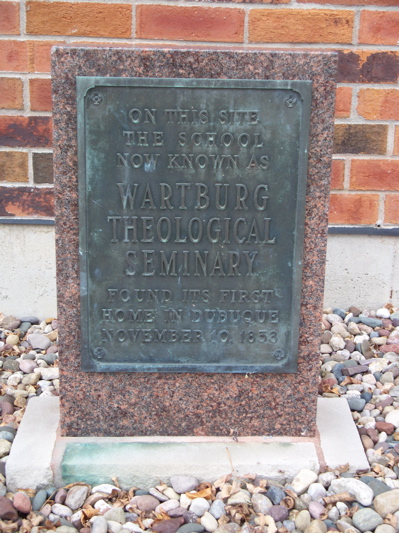 ON THIS SITE
THE SCHOOL
NOW KNOWN AS
WARTBURG
THEOLOGICAL
SEMINARY
FOUND ITS FIRST
HOME IN DUBUQUE
NOVEMBER 10, 1853